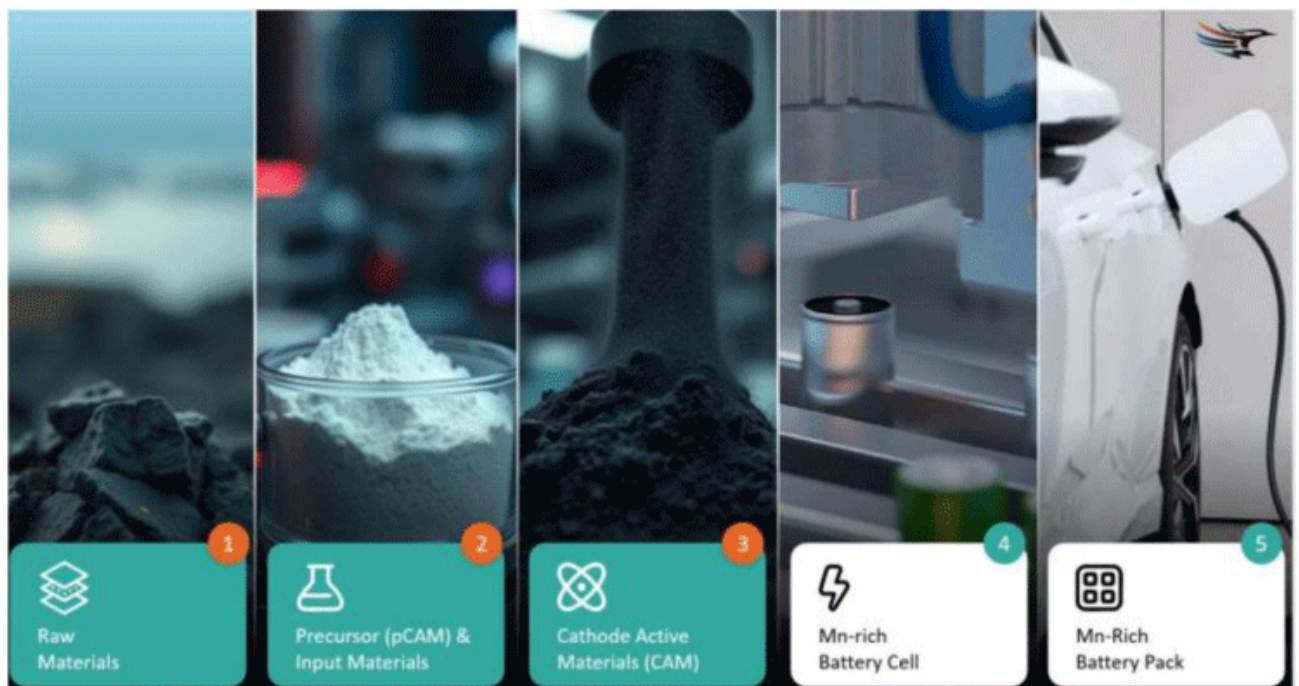 1
Raw
Materials
2
Precursor (pCAM) &
Input Materials
3
Cathode Active
Materials (CAM)
4
Mn-rich
Battery Cell
5
Mn-Rich
Battery Pack